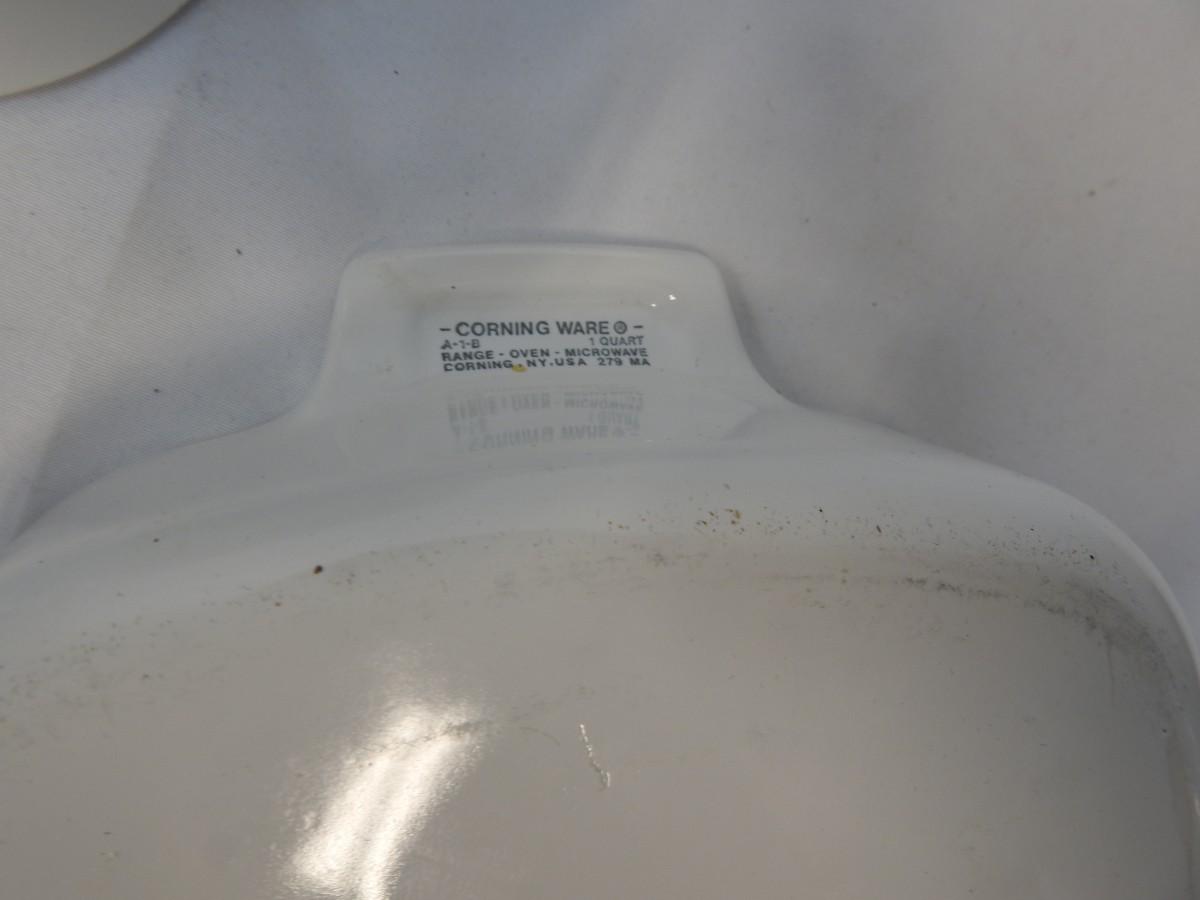 - CORNING WARE ® -
A-1-B 1 QUART
RANGE - OVEN - MICROWAVE
CORNING, NY. USA 279 MA